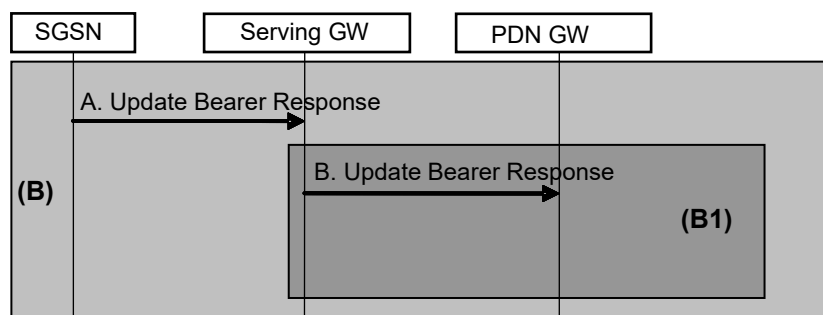 SGSN Serving GW PDN GW
A. Update Bearer Response
B. Update Bearer Response
(B)
(B1)